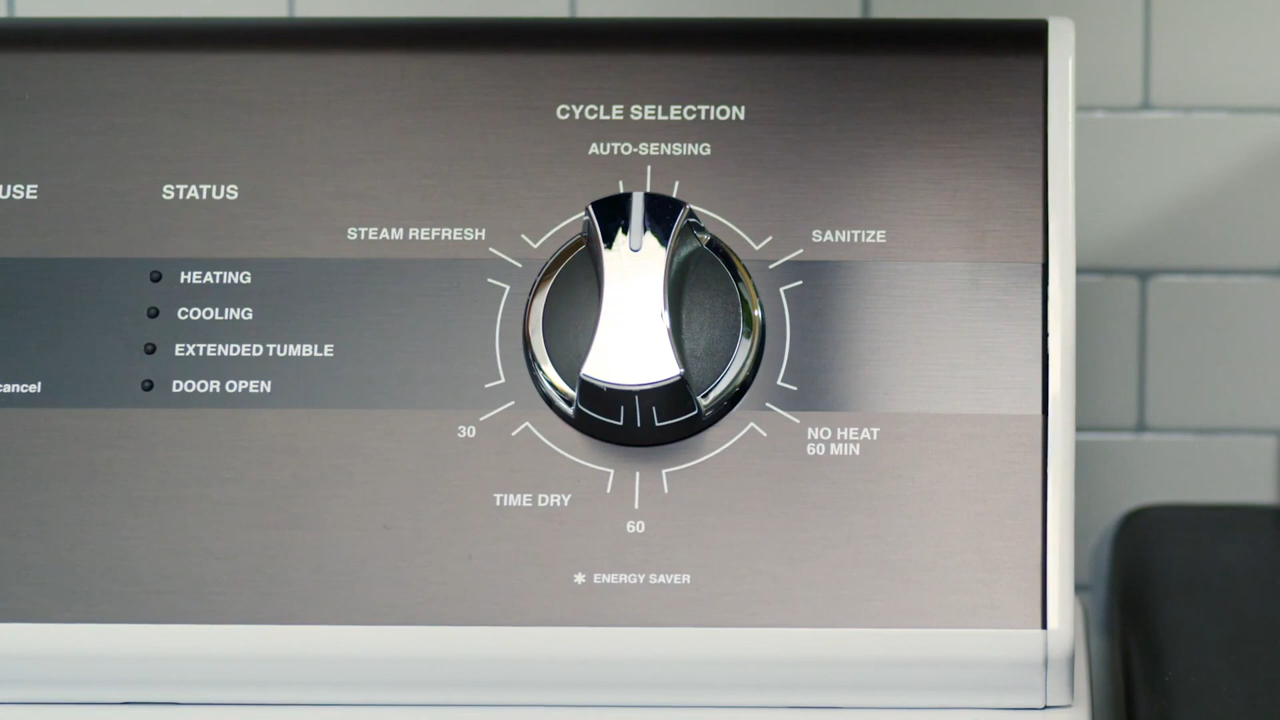 CYCLE SELECTION
AUTO-SENSING
USE
STATUS
STEAM REFRESH
SANITIZE
HEATING
COOLING
EXTENDED TUMBLE
cancel
DOOR OPEN
30
NO HEAT
60 MIN
TIME DRY
60
* ENERGY SAVER